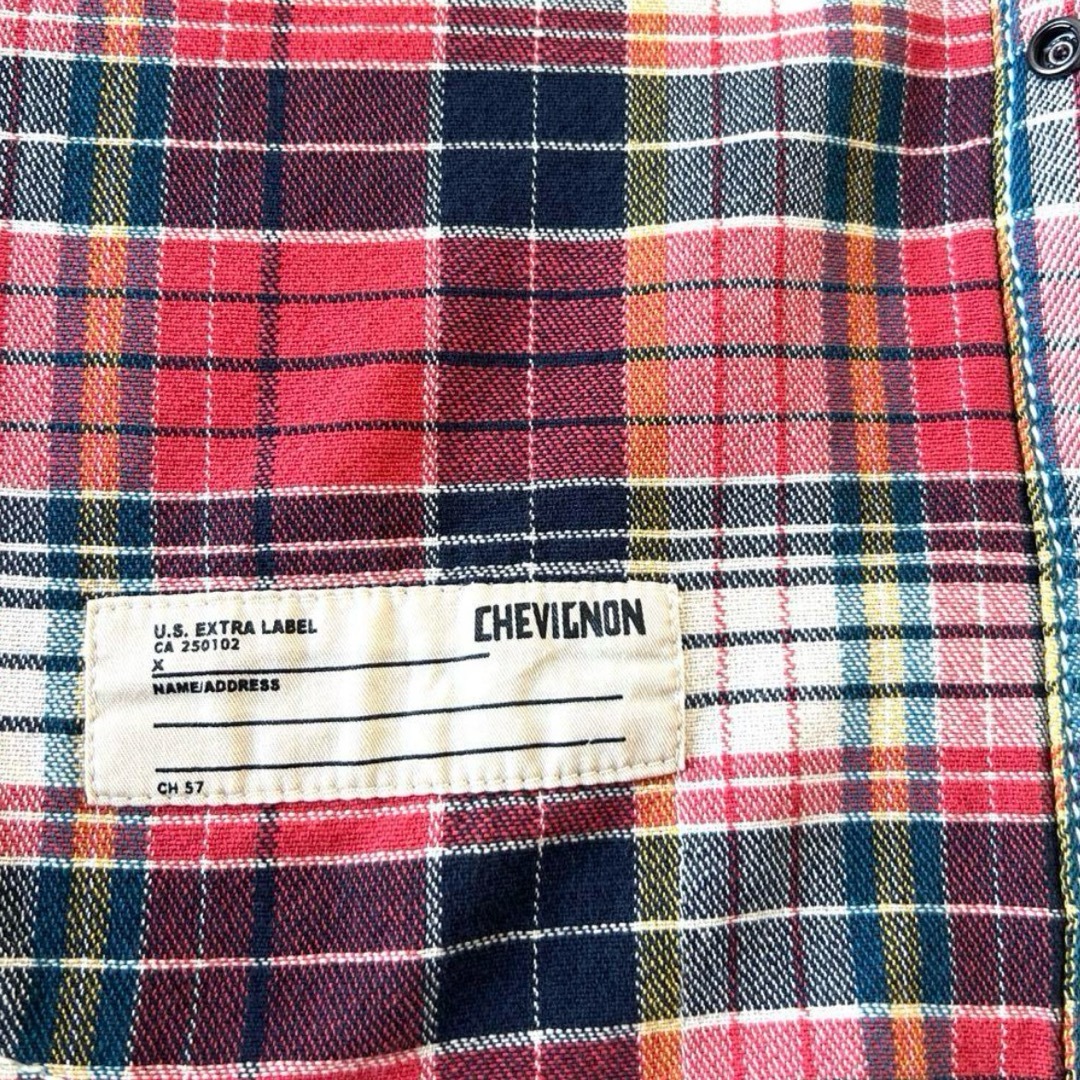 U.S. EXTRA LABEL
CHEVIGNON
CA 250102
X
NAME/ADDRESS
CH 57